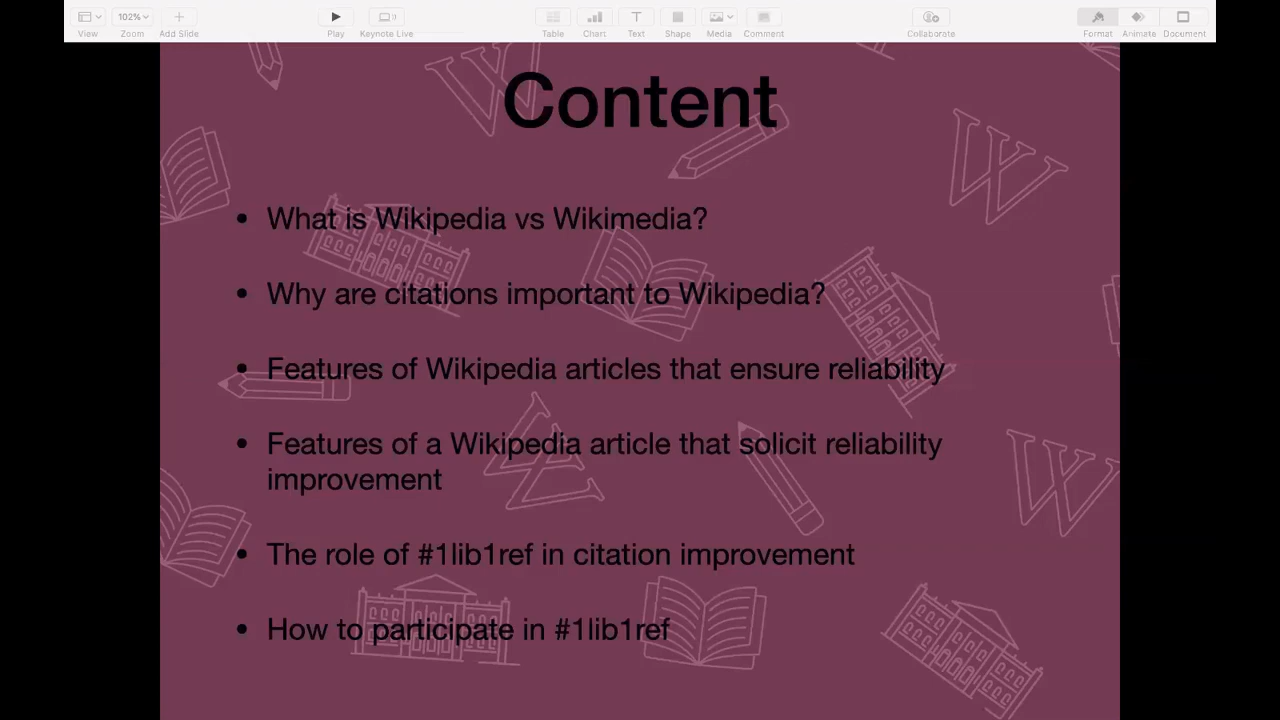 102%
View
Zoom
Add Slide
Play
Keynote Live
Table
Chart
Text
Shape
Media
Comment
Collaborate
Format
Animate
Document
Content
• What is Wikipedia vs Wikimedia?
• Why are citations important to Wikipedia?
• Features of Wikipedia articles that ensure reliability
• Features of a Wikipedia article that solicit reliability
improvement
• The role of #1lib1ref in citation improvement
• How to participate in #1lib1ref